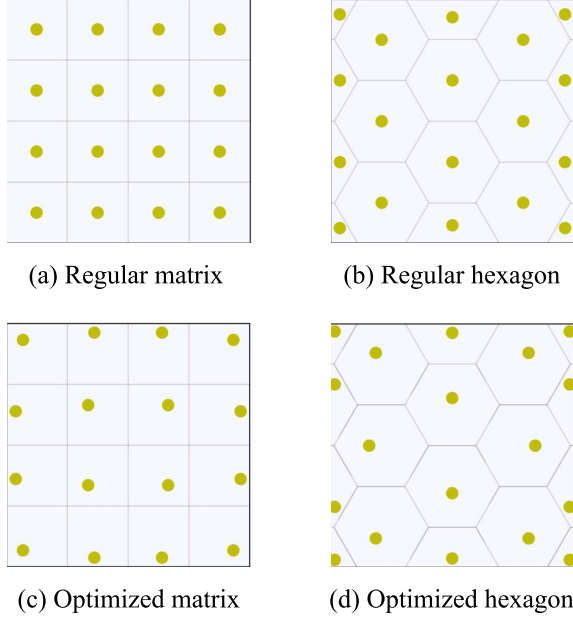 (a) Regular matrix
(b) Regular hexagon
(c) Optimized matrix
(d) Optimized hexagon